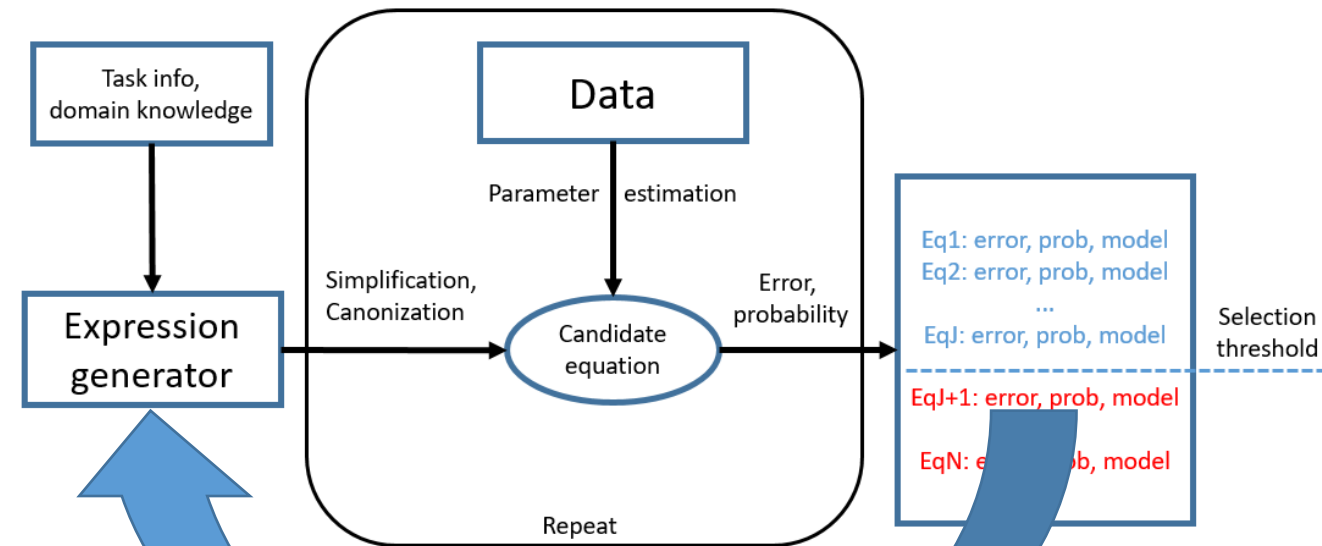 Task info,
domain knowledge
Data
Parameter estimation
Simplification,
Canonization
Expression
generator
Candidate
equation
Error,
probability
Eq1: error, prob, model
Eq2: error, prob, model
...
EqJ: error, prob, model
Selection
threshold
EqJ+1: error, prob, model
EqN: model
Repeat